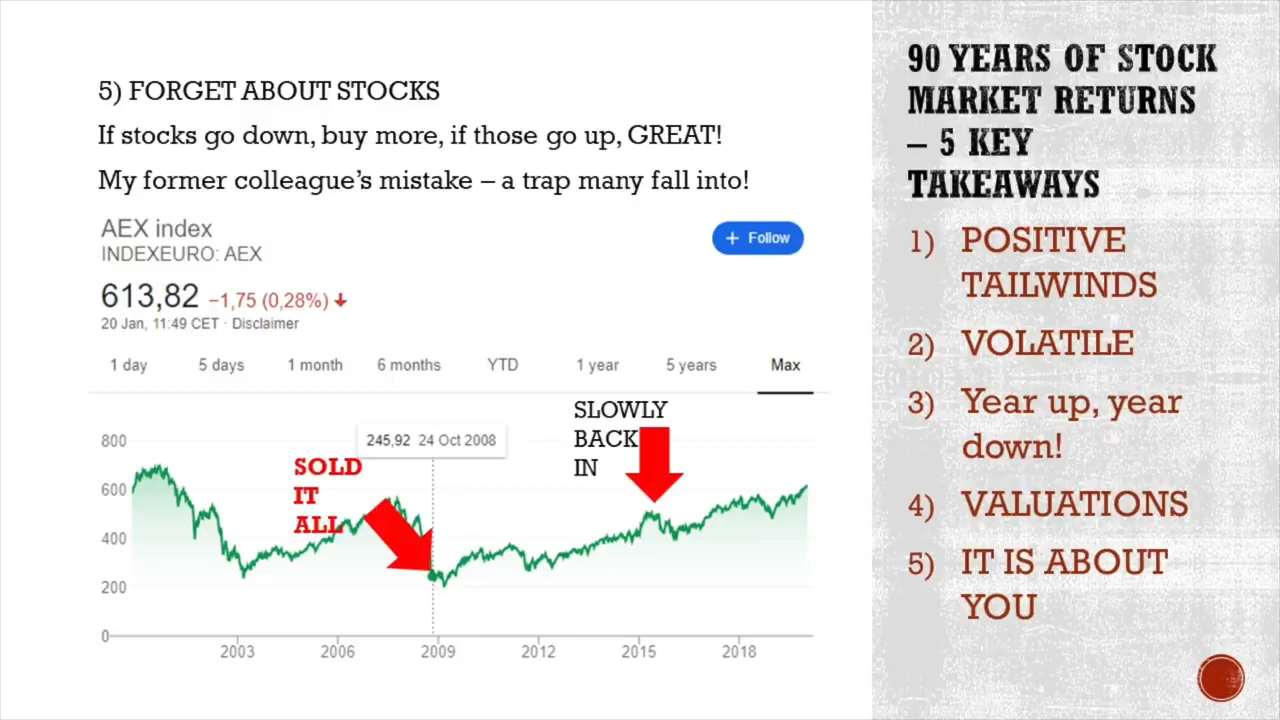 5) FORGET ABOUT STOCKS
If stocks go down, buy more, if those go up, GREAT!
My former colleague's mistake – a trap many fall into!
AEX index
INDEXEURO: AEX
+ Follow
613,82 −1,75 (0,28%)
20 Jan, 11:49 CET · Disclaimer
1 day 5 days 1 month 6 months YTD 1 year 5 years Max
SLOWLY
BACK
IN
245,92 24 Oct 2008
SOLD
IT
ALL
800
600
400
200
0
2003 2006 2009 2012 2015 2018
90 YEARS OF STOCK
MARKET RETURNS
– 5 KEY
TAKEAWAYS
1) POSITIVE
TAILWINDS
2) VOLATILE
3) Year up, year
down!
4) VALUATIONS
5) IT IS ABOUT
YOU